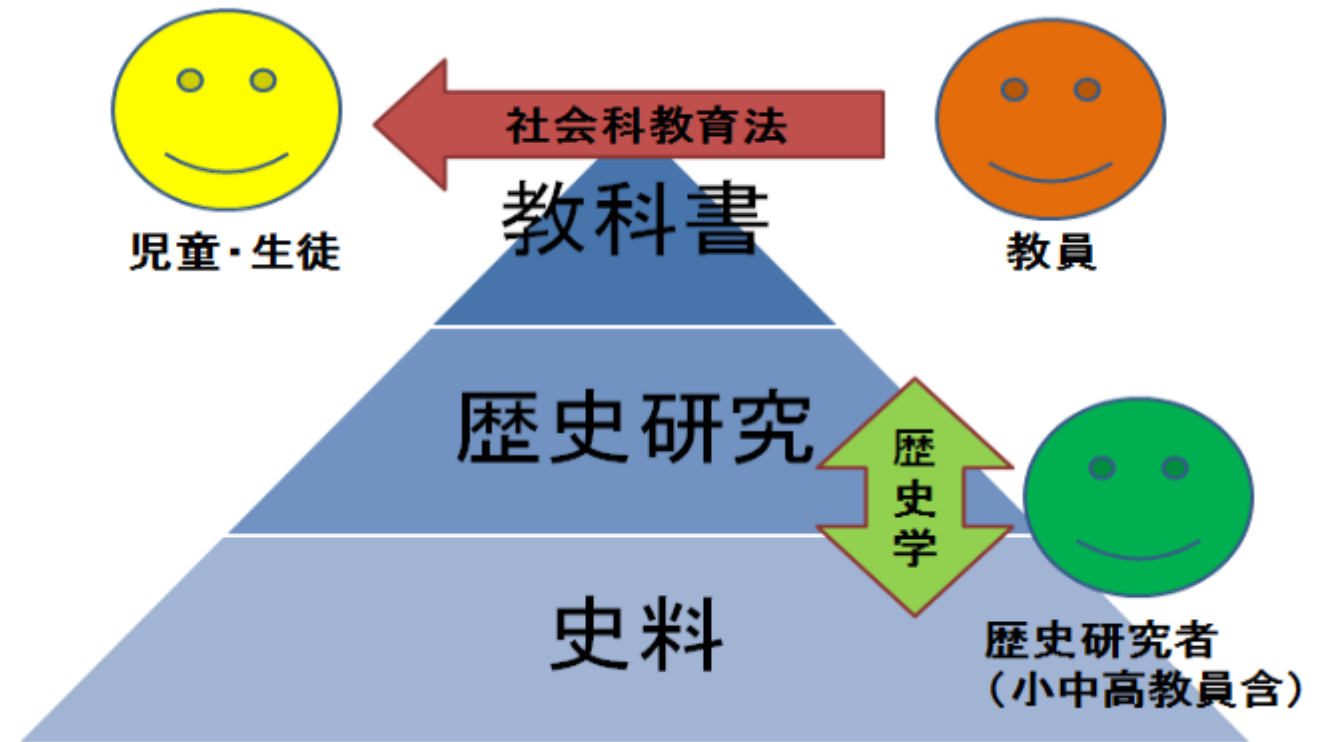 社会科教育法
児童・生徒
教科書
教員
歴史研究
歴史学
史料
歴史研究者
（小中高教員含）